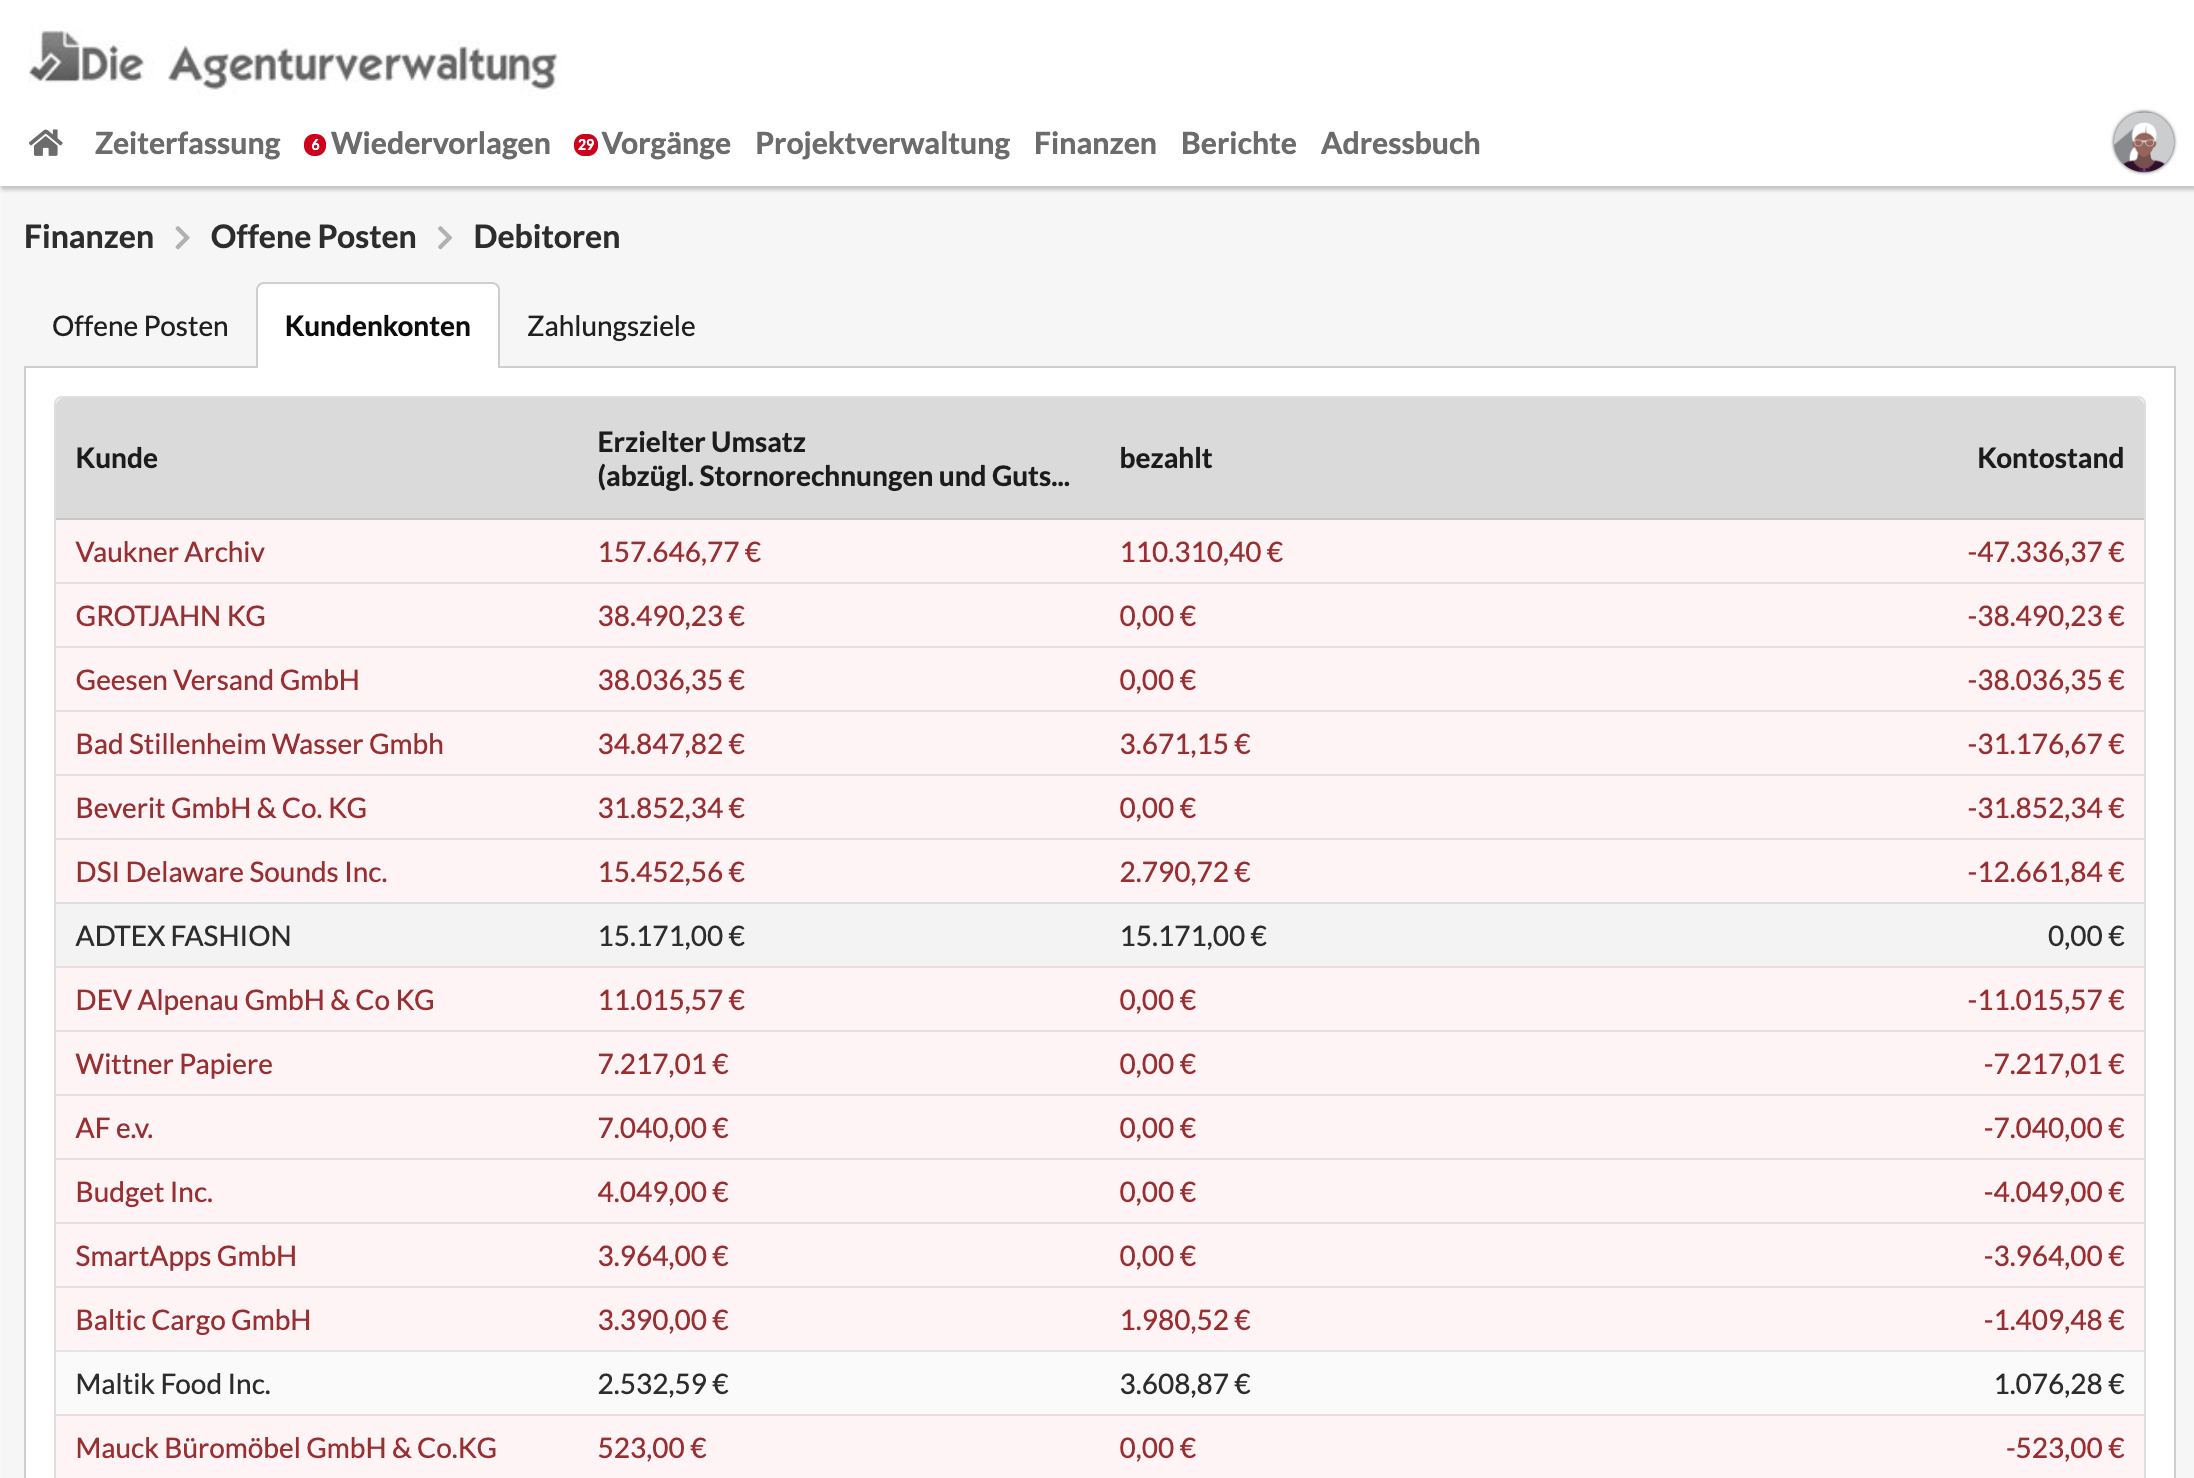 Die Agenturverwaltung
Zeiterfassung 6 Wiedervorlagen 29 Vorgänge Projektverwaltung Finanzen Berichte Adressbuch
Finanzen > Offene Posten > Debitoren
Offene Posten Kundenkonten Zahlungsziele
Kunde Erzielter Umsatz (abzügl. Stornorechnungen und Guts... bezahlt Kontostand
Vaukner Archiv 157.646,77 € 110.310,40 € -47.336,37 €
GROTJAHN KG 38.490,23 € 0,00 € -38.490,23 €
Geesen Versand GmbH 38.036,35 € 0,00 € -38.036,35 €
Bad Stillenheim Wasser Gmbh 34.847,82 € 3.671,15 € -31.176,67 €
Beverit GmbH & Co. KG 31.852,34 € 0,00 € -31.852,34 €
DSI Delaware Sounds Inc. 15.452,56 € 2.790,72 € -12.661,84 €
ADTEX FASHION 15.171,00 € 15.171,00 € 0,00 €
DEV Alpenau GmbH & Co KG 11.015,57 € 0,00 € -11.015,57 €
Wittner Papiere 7.217,01 € 0,00 € -7.217,01 €
AF e.v. 7.040,00 € 0,00 € -7.040,00 €
Budget Inc. 4.049,00 € 0,00 € -4.049,00 €
SmartApps GmbH 3.964,00 € 0,00 € -3.964,00 €
Baltic Cargo GmbH 3.390,00 € 1.980,52 € -1.409,48 €
Maltik Food Inc. 2.532,59 € 3.608,87 € 1.076,28 €
Mauck Büromöbel GmbH & Co.KG 523,00 € 0,00 € -523,00 €